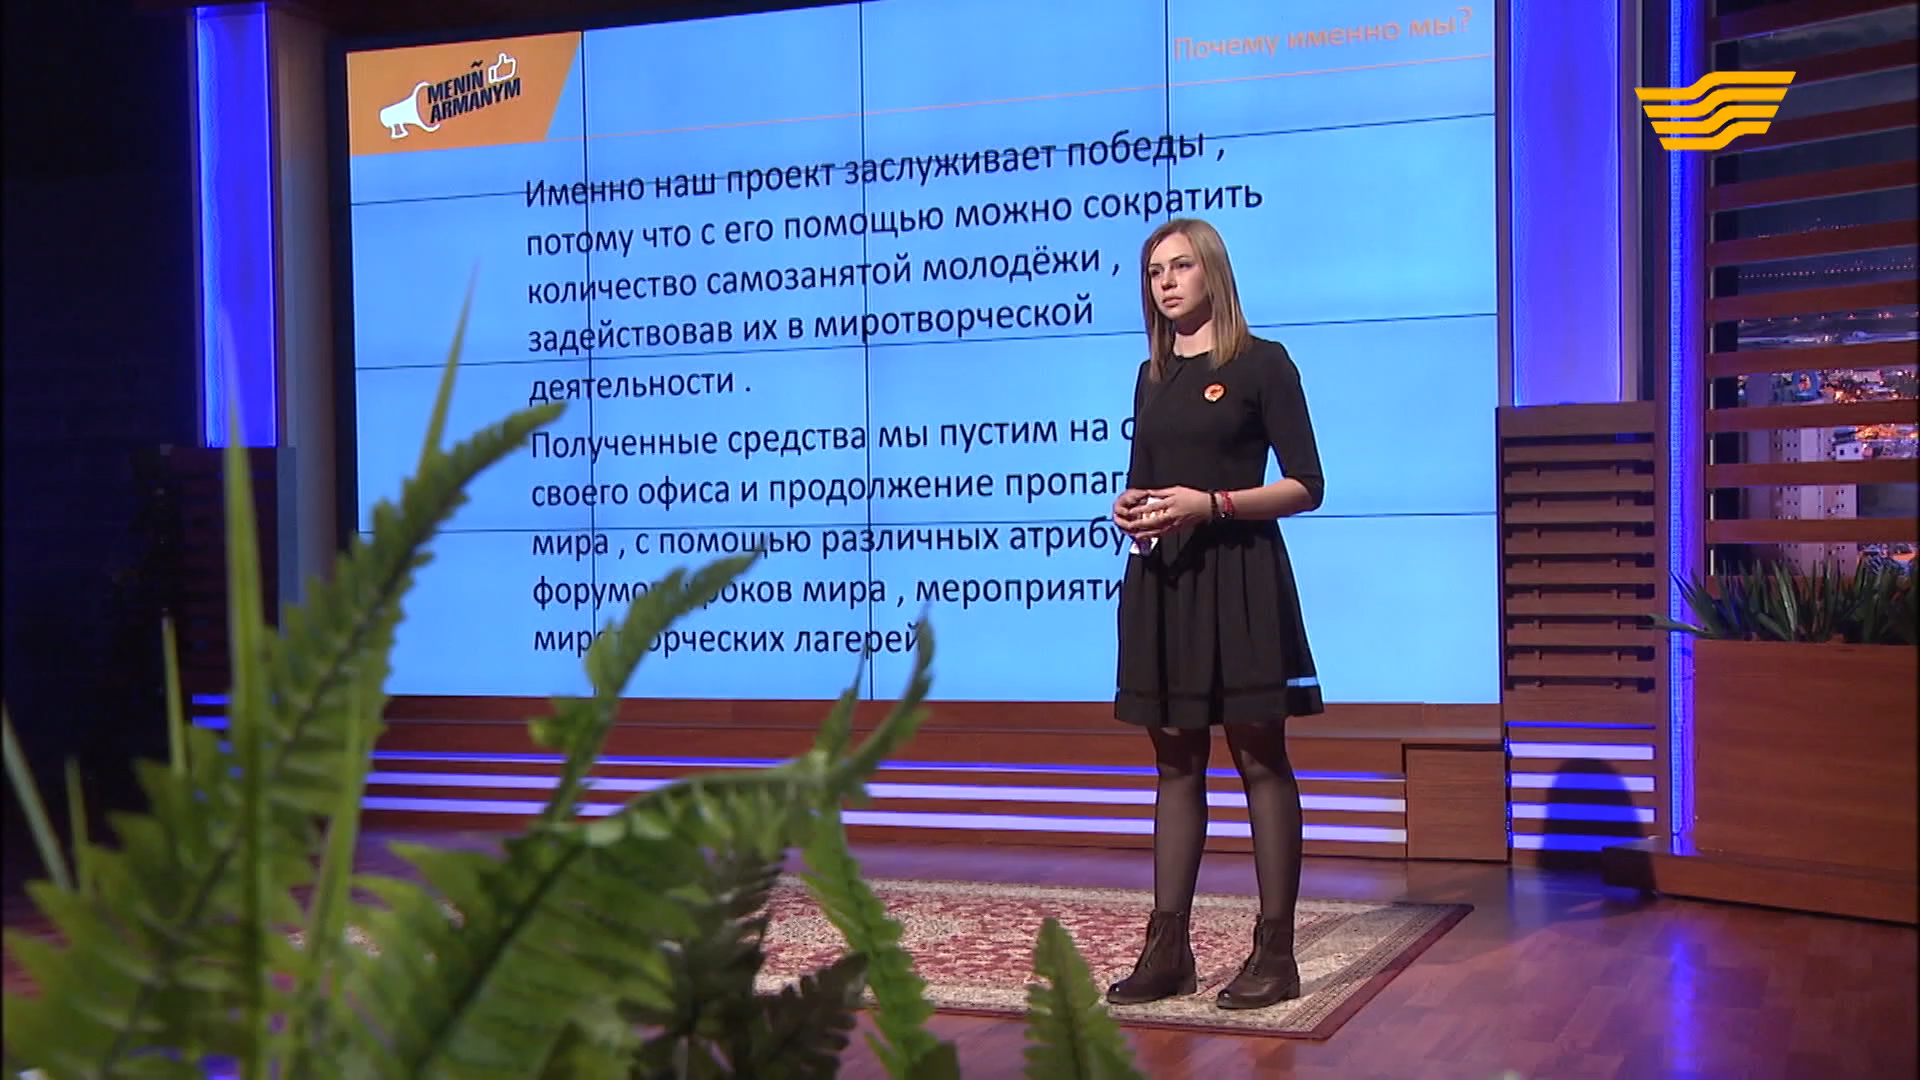 MENIÑ
ARMANYM
Почему именно мы?
Именно наш проект заслуживает победы ,
потому что с его помощью можно сократить
количество самозанятой молодёжи ,
задействовав их в миротворческой
деятельности .
Полученные средства мы пустим на
своего офиса и продолжение
мира , с помощью различных
мира ,
лагерей